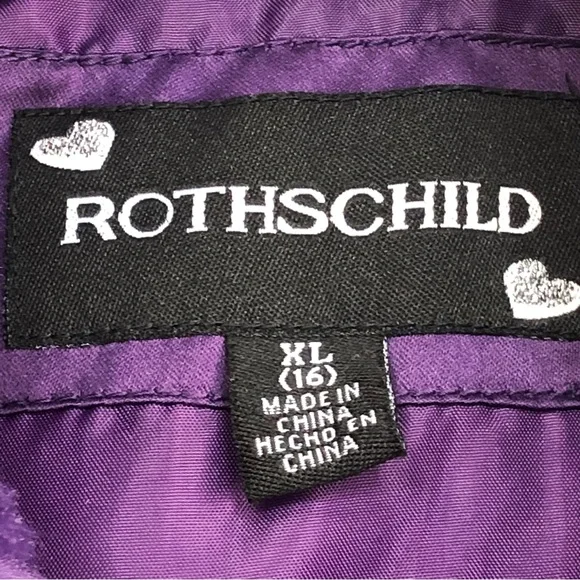 ROTHSCHILD
XL
(16)
MADE IN
CHINA
HECHO EN
CHINA